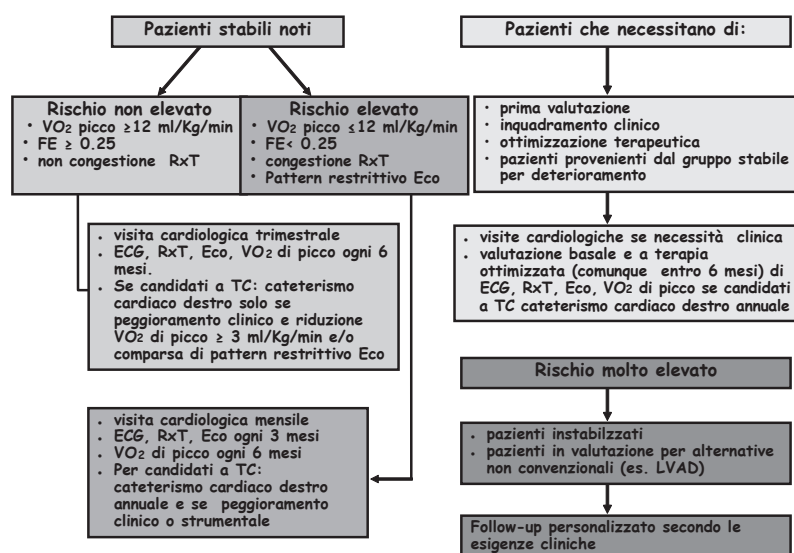 Pazienti stabili noti
Rischio non elevato
• VO2 picco ≥12 ml/Kg/min
• FE ≥ 0.25
• non congestione RxT
Rischio elevato
• VO2 picco ≤12 ml/Kg/min
• FE< 0.25
• congestione RxT
• Pattern restrittivo Eco
. visita cardiologica trimestrale
. ECG, RxT, Eco, VO2 di picco ogni 6
mesi.
. Se candidati a TC: cateterismo
cardiaco destro solo se
peggioramento clinico e riduzione
VO2 di picco ≥ 3 ml/Kg/min e/o
comparsa di pattern restrittivo Eco
. visita cardiologica mensile
. ECG, RxT, Eco ogni 3 mesi
. VO2 di picco ogni 6 mesi
. Per candidati a TC:
cateterismo cardiaco destro
annuale e se peggioramento
clinico o strumentale
Pazienti che necessitano di:
· prima valutazione
· inquadramento clinico
· ottimizzazione terapeutica
· pazienti provenienti dal gruppo stabile
per deterioramento
. visite cardiologiche se necessità clinica
. valutazione basale e a terapia
ottimizzata (comunque entro 6 mesi) di
ECG, RxT, Eco, VO2 di picco se candidati
a TC cateterismo cardiaco destro annuale
Rischio molto elevato
. pazienti instabilzzati
. pazienti in valutazione per alternative
non convenzionali (es. LVAD)
Follow-up personalizzato secondo le
esigenze cliniche